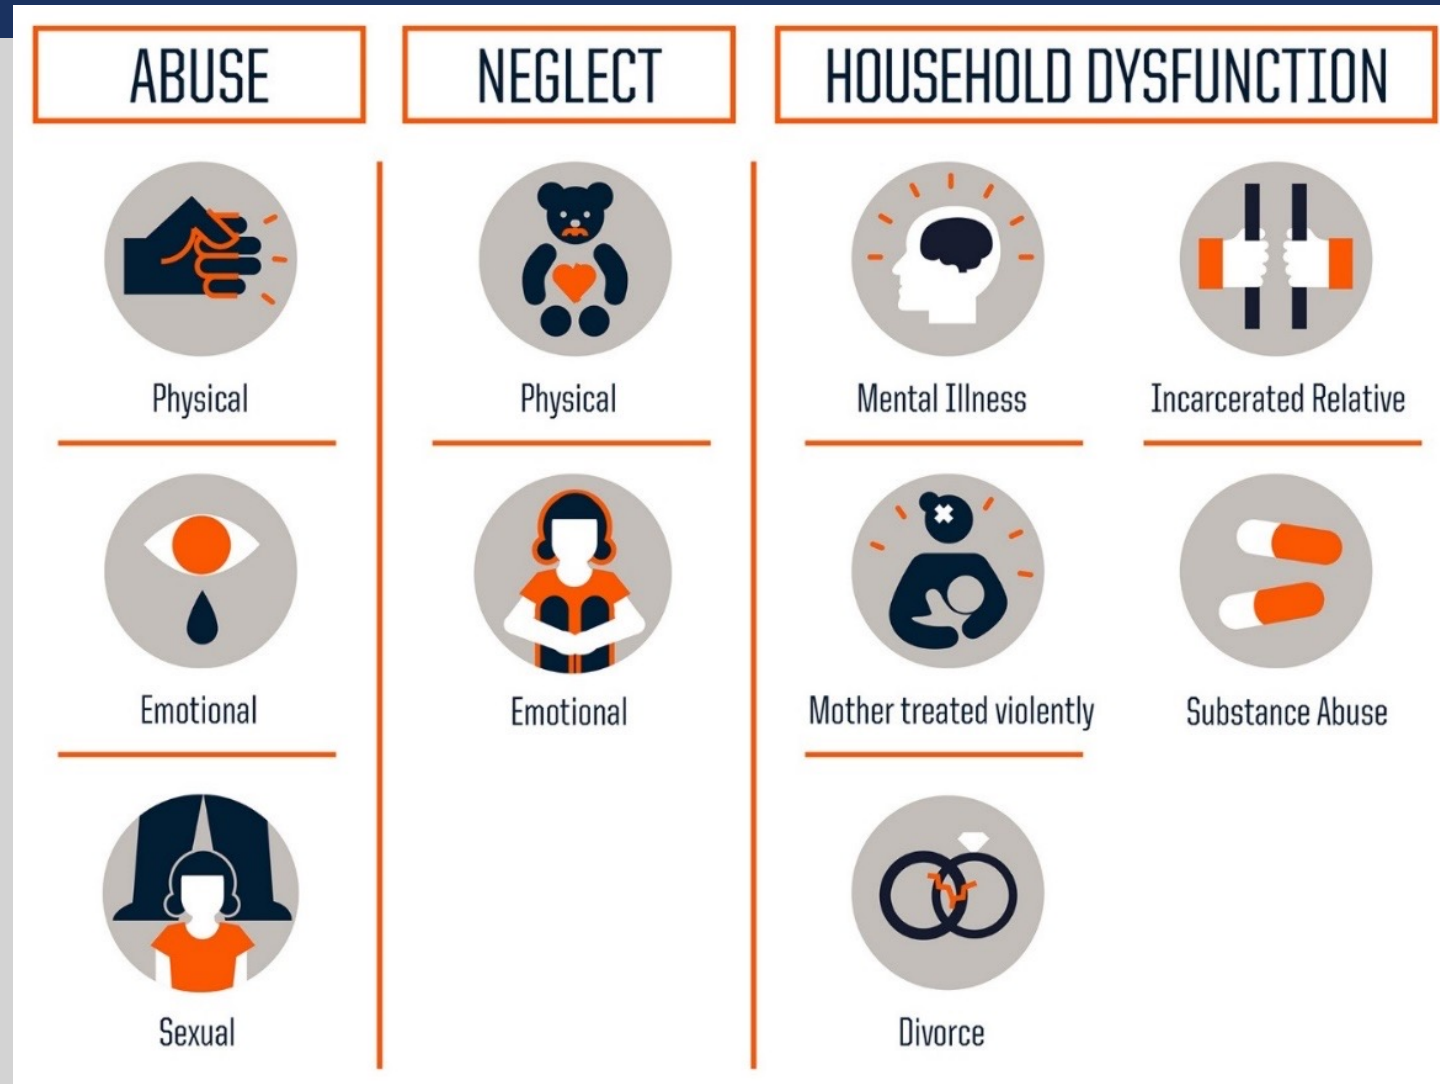 ABUSE
Physical
Emotional
Sexual
NEGLECT
Physical
Emotional
HOUSEHOLD DYSFUNCTION
Mental Illness
Incarcerated Relative
Mother treated violently
Substance Abuse
Divorce